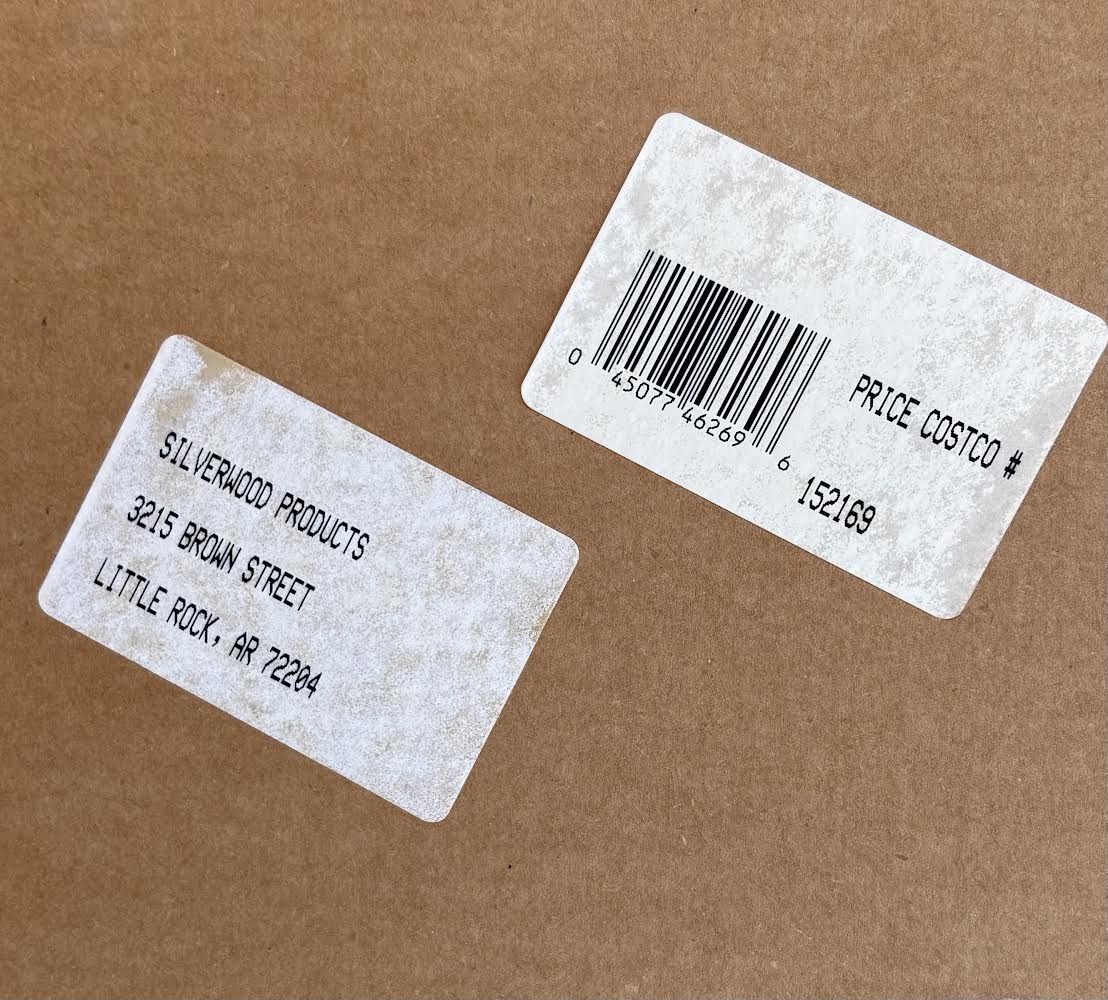 SILVERWOOD PRODUCTS
3215 BROWN STREET
LITTLE ROCK, AR 72204
0 45077 46269 6
PRICE COSTCO #
152169